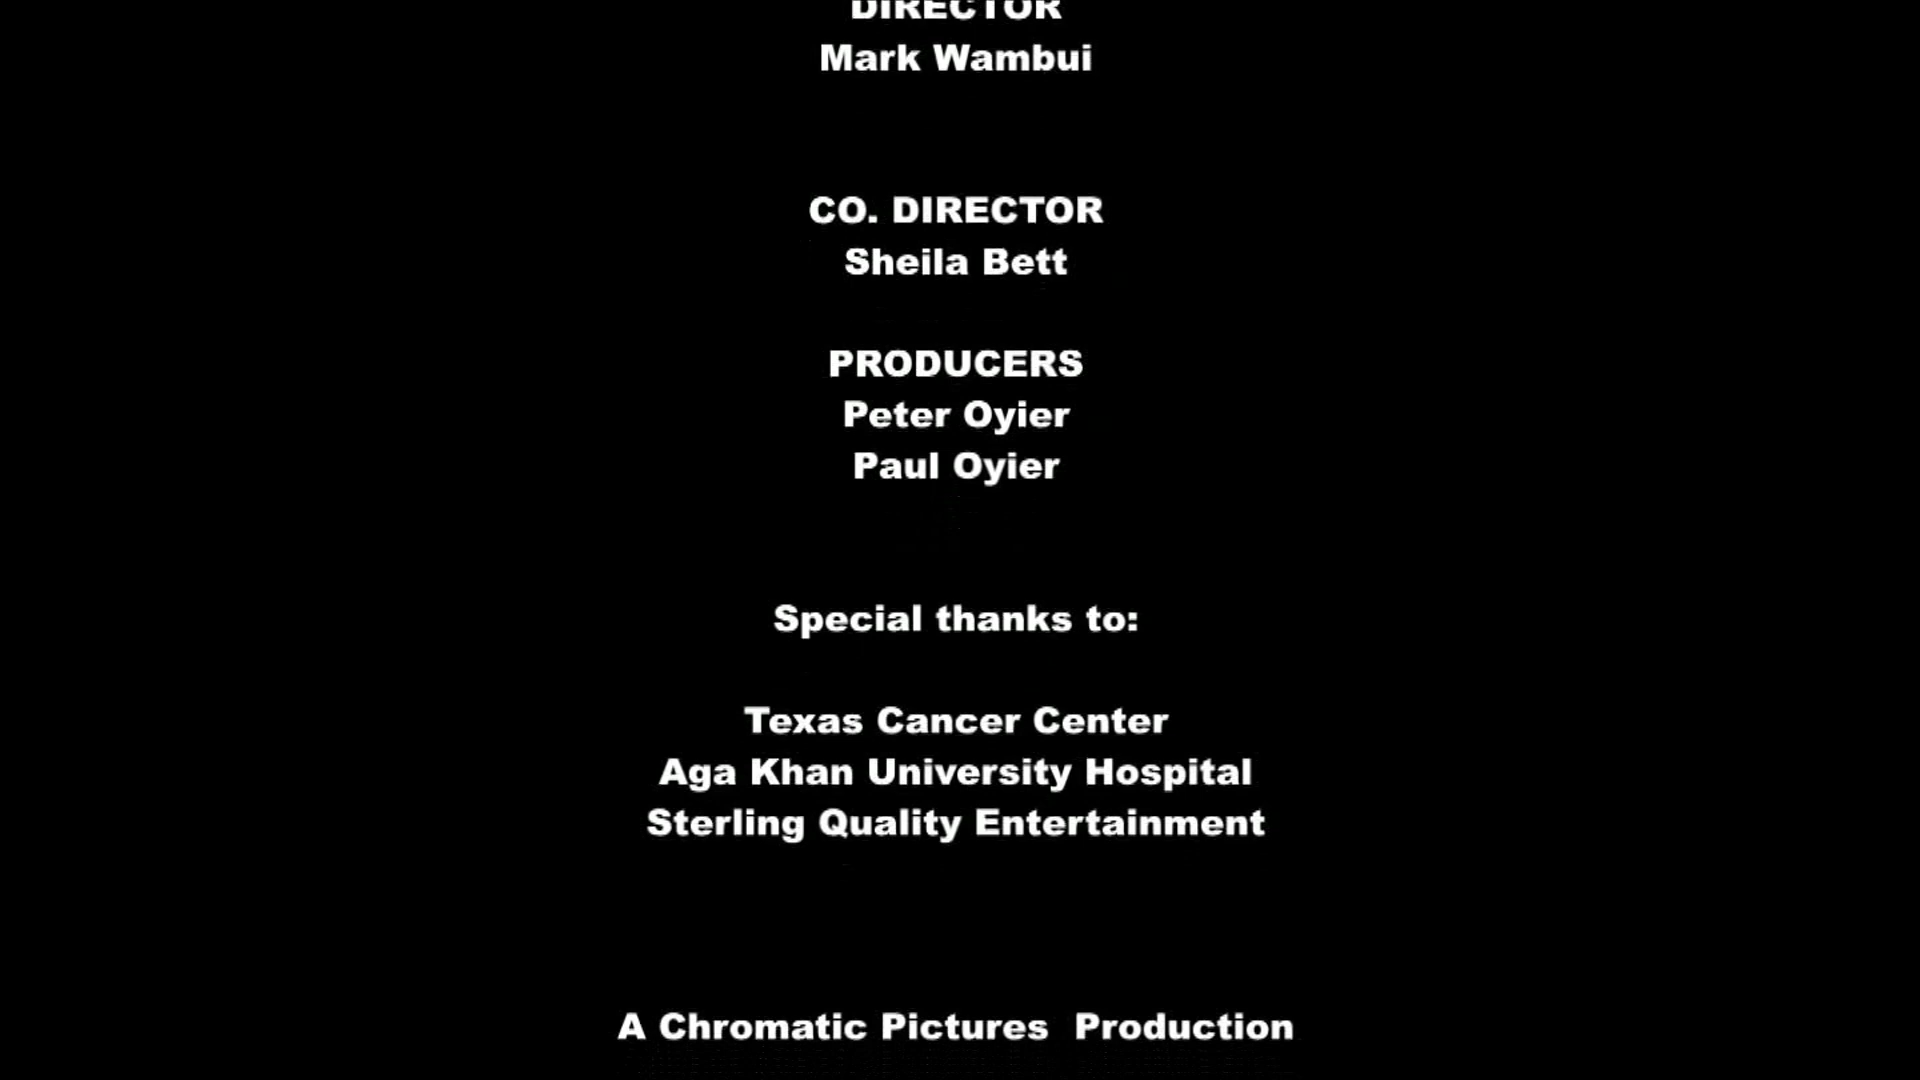 DIRECTOR
Mark Wambui
CO. DIRECTOR
Sheila Bett
PRODUCERS
Peter Oyier
Paul Oyier
Special thanks to:
Texas Cancer Center
Aga Khan University Hospital
Sterling Quality Entertainment
A Chromatic Pictures  Production